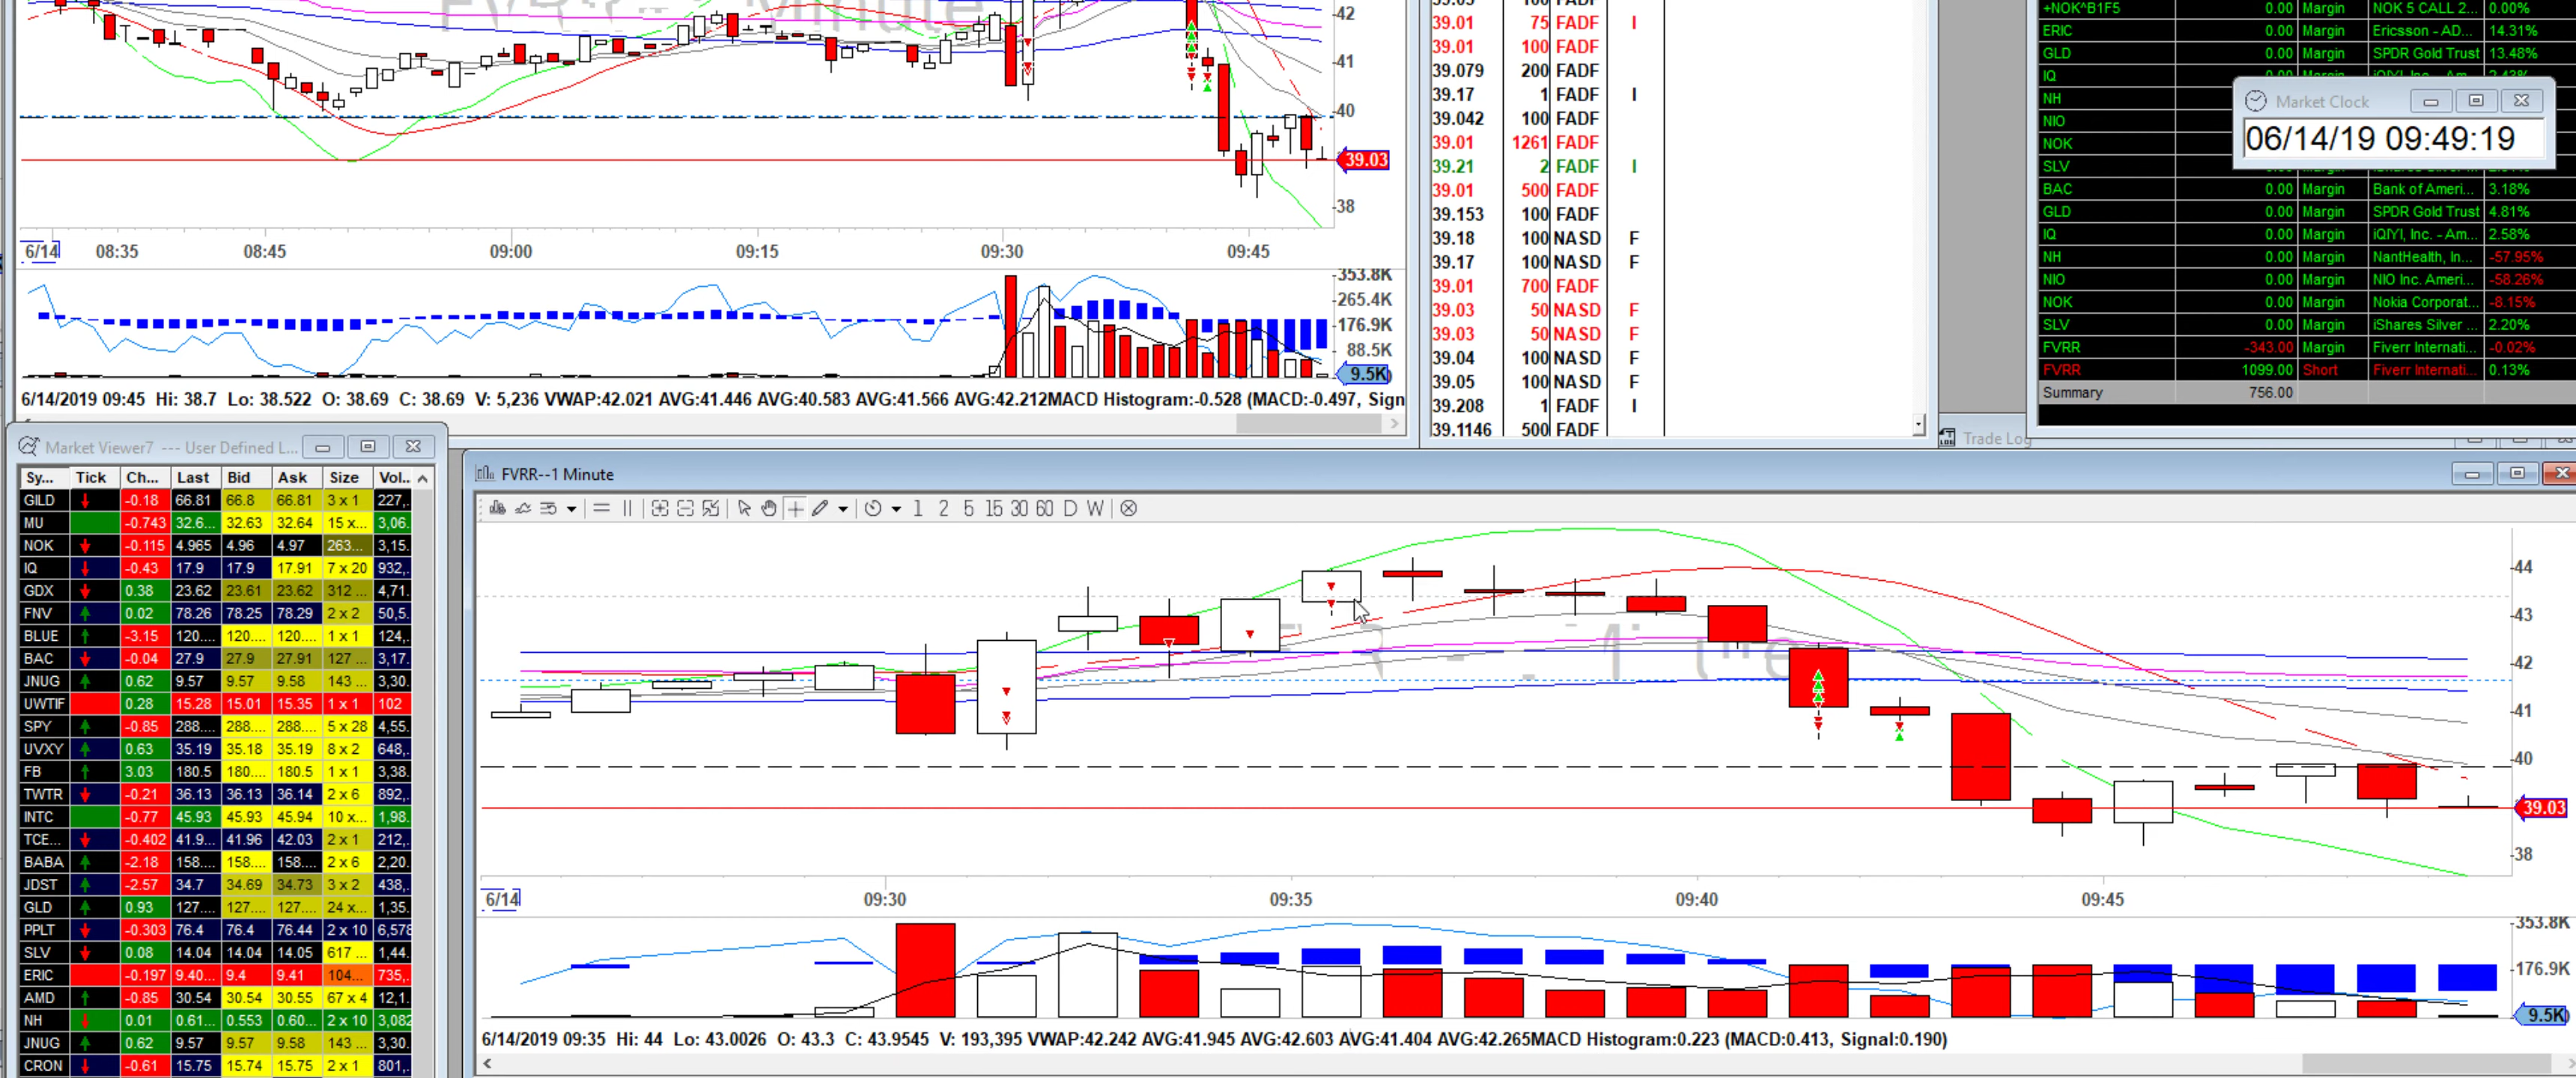 -42
-41
-40
39.03
-38
6/14 08:35 08:45 09:00 09:15 09:30 09:45
-353.8K
-265.4K
-176.9K
88.5K
9.5K
6/14/2019 09:45 Hi: 38.7 Lo: 38.522 O: 38.69 C: 38.69 V: 5,236 VWAP:42.021 AVG:41.446 AVG:40.583 AVG:41.566 AVG:42.212MACD Histogram:-0.528 (MACD:-0.497, Sign
39.01 75 FADF I
39.01 100 FADF
39.079 200 FADF
39.17 1 FADF I
39.042 100 FADF
39.01 1261 FADF
39.21 2 FADF I
39.01 500 FADF
39.153 100 FADF
39.18 100 NASD F
39.17 100 NASD F
39.01 700 FADF
39.03 50 NASD F
39.03 50 NASD F
39.04 100 NASD F
39.05 100 NASD F
39.208 1 FADF I
39.1146 500 FADF
+NOK^B1F5 0.00 Margin NOK 5 CALL 2... 0.00%
ERIC 0.00 Margin Ericsson - AD... 14.31%
GLD 0.00 Margin SPDR Gold Trust 13.48%
IQ
NH
NIO
NOK
SLV
Market Clock
06/14/19 09:49:19
BAC 0.00 Margin Bank of Ameri... 3.18%
GLD 0.00 Margin SPDR Gold Trust 4.81%
IQ 0.00 Margin iQIYI, Inc. - Am... 2.58%
NH 0.00 Margin NantHealth, In... -57.95%
NIO 0.00 Margin NIO Inc. Ameri... -58.26%
NOK 0.00 Margin Nokia Corporat... -8.15%
SLV 0.00 Margin iShares Silver ... 2.20%
FVRR -343.00 Margin Fiverr Internati... -0.02%
FVRR 1099.00 Short Fiverr Internati... 0.13%
Summary 756.00
Trade Log
Market Viewer7 --- User Defined L...
Sy... Tick Ch... Last Bid Ask Size Vol...
GILD -0.18 66.81 66.8 66.81 3 x 1 227,.
MU -0.743 32.6... 32.63 32.64 15 x... 3,06.
NOK -0.115 4.965 4.96 4.97 263... 3,15.
IQ -0.43 17.9 17.9 17.91 7 x 20 932,.
GDX 0.38 23.62 23.61 23.62 312 ... 4,71.
FNV 0.02 78.26 78.25 78.29 2 x 2 50,5.
BLUE -3.15 120.... 120.... 120.... 1 x 1 124,.
BAC -0.04 27.9 27.9 27.91 127 ... 3,17.
JNUG 0.62 9.57 9.57 9.58 143 ... 3,30.
UWTIF 0.28 15.28 15.01 15.35 1 x 1 102
SPY -0.85 288.... 288.... 288.... 5 x 28 4,55.
UVXY 0.63 35.19 35.18 35.19 8 x 2 648,.
FB 3.03 180.5 180.... 180.5 1 x 1 3,38.
TWTR -0.21 36.13 36.13 36.14 2 x 6 892,.
INTC -0.77 45.93 45.93 45.94 10 x... 1,98.
TCE... -0.402 41.9... 41.96 42.03 2 x 1 212,.
BABA -2.18 158.... 158.... 158.... 2 x 6 2,20.
JDST -2.57 34.7 34.69 34.73 3 x 2 438,.
GLD 0.93 127.... 127.... 127.... 24 x... 1,35.
PPLT -0.303 76.4 76.4 76.44 2 x 10 6,578
SLV 0.08 14.04 14.04 14.05 617 ... 1,44.
ERIC -0.197 9.40... 9.4 9.41 104... 735,.
AMD -0.85 30.54 30.54 30.55 67 x 4 12,1.
NH 0.01 0.61... 0.553 0.60... 2 x 10 3,082
JNUG 0.62 9.57 9.57 9.58 143 ... 3,30.
CRON -0.61 15.75 15.74 15.75 2 x 1 801,.
FVRR--1 Minute
1 2 5 15 30 60 D W
-44
-43
-42
-41
-40
39.03
-38
6/14 09:30 09:35 09:40 09:45
-353.8K
-176.9K
9.5K
6/14/2019 09:35 Hi: 44 Lo: 43.0026 O: 43.3 C: 43.9545 V: 193,395 VWAP:42.242 AVG:41.945 AVG:42.603 AVG:41.404 AVG:42.265MACD Histogram:0.223 (MACD:0.413, Signal:0.190)